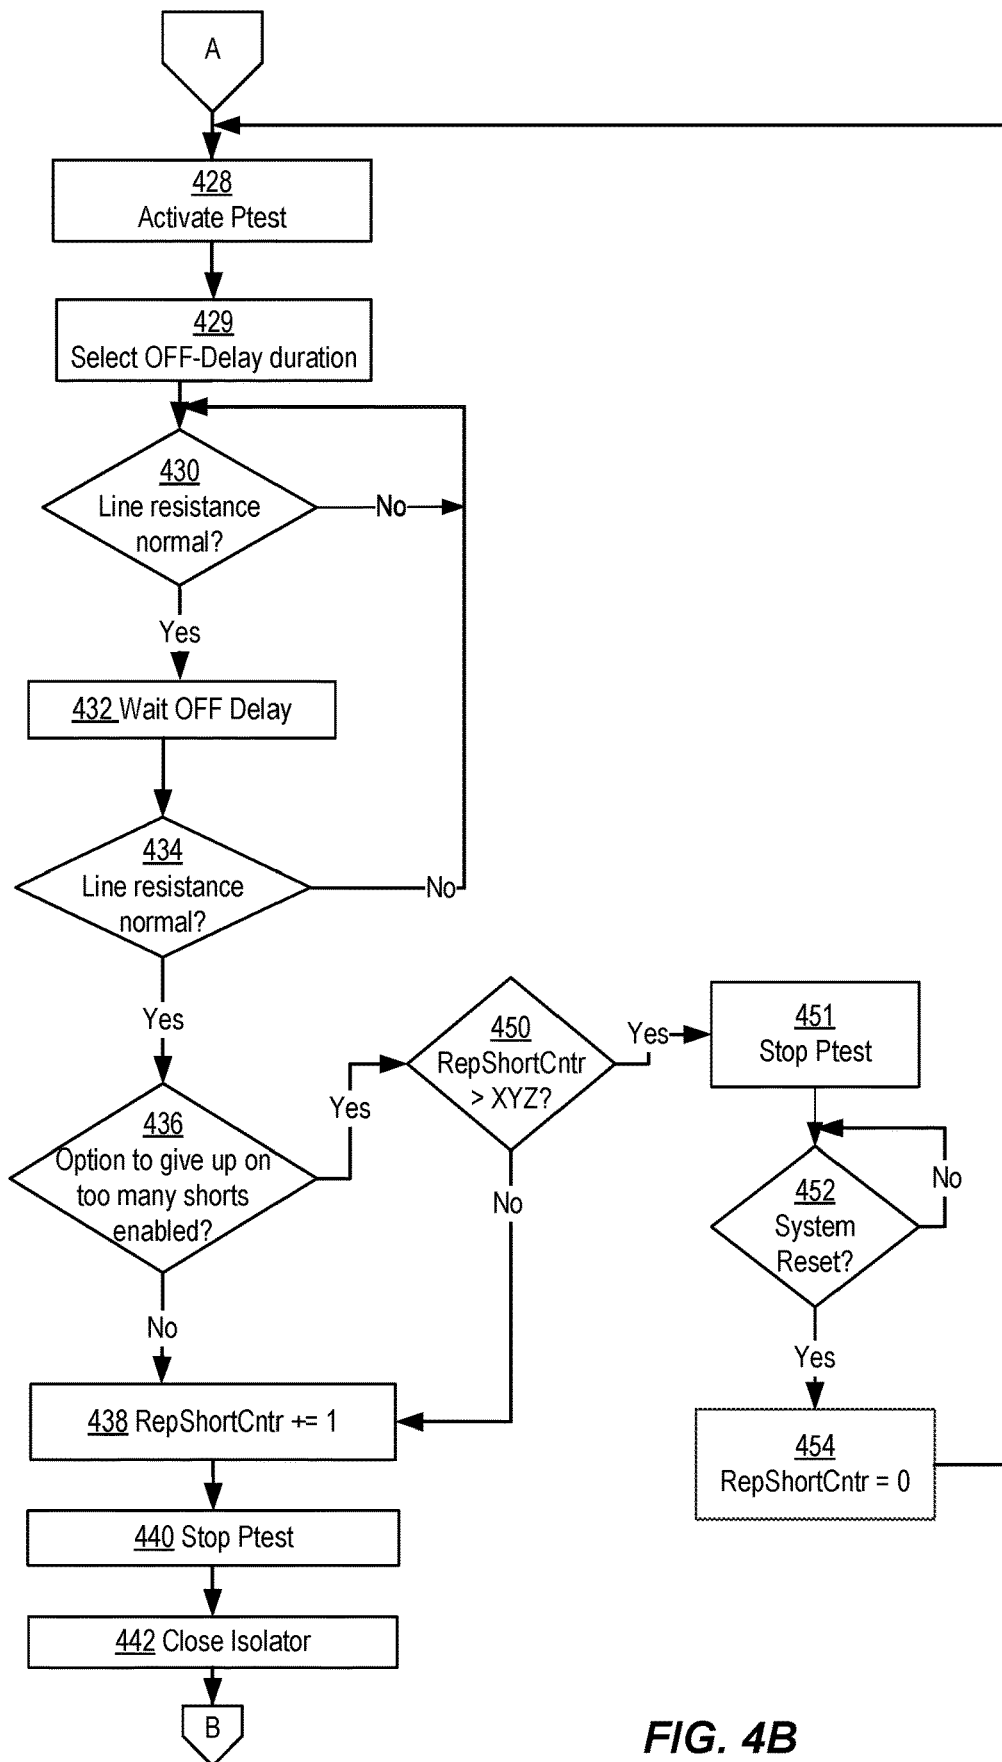 A
428
Activate Ptest
429
Select OFF-Delay duration
430
Line resistance
normal?
No
Yes
432 Wait OFF Delay
434
Line resistance
normal?
No
Yes
436
Option to give up on
too many shorts
enabled?
Yes
No
450
RepShortCntr
> XYZ?
Yes
No
451
Stop Ptest
452
System
Reset?
No
Yes
454
RepShortCntr = 0
438 RepShortCntr += 1
440 Stop Ptest
442 Close Isolator
B
FIG. 4B